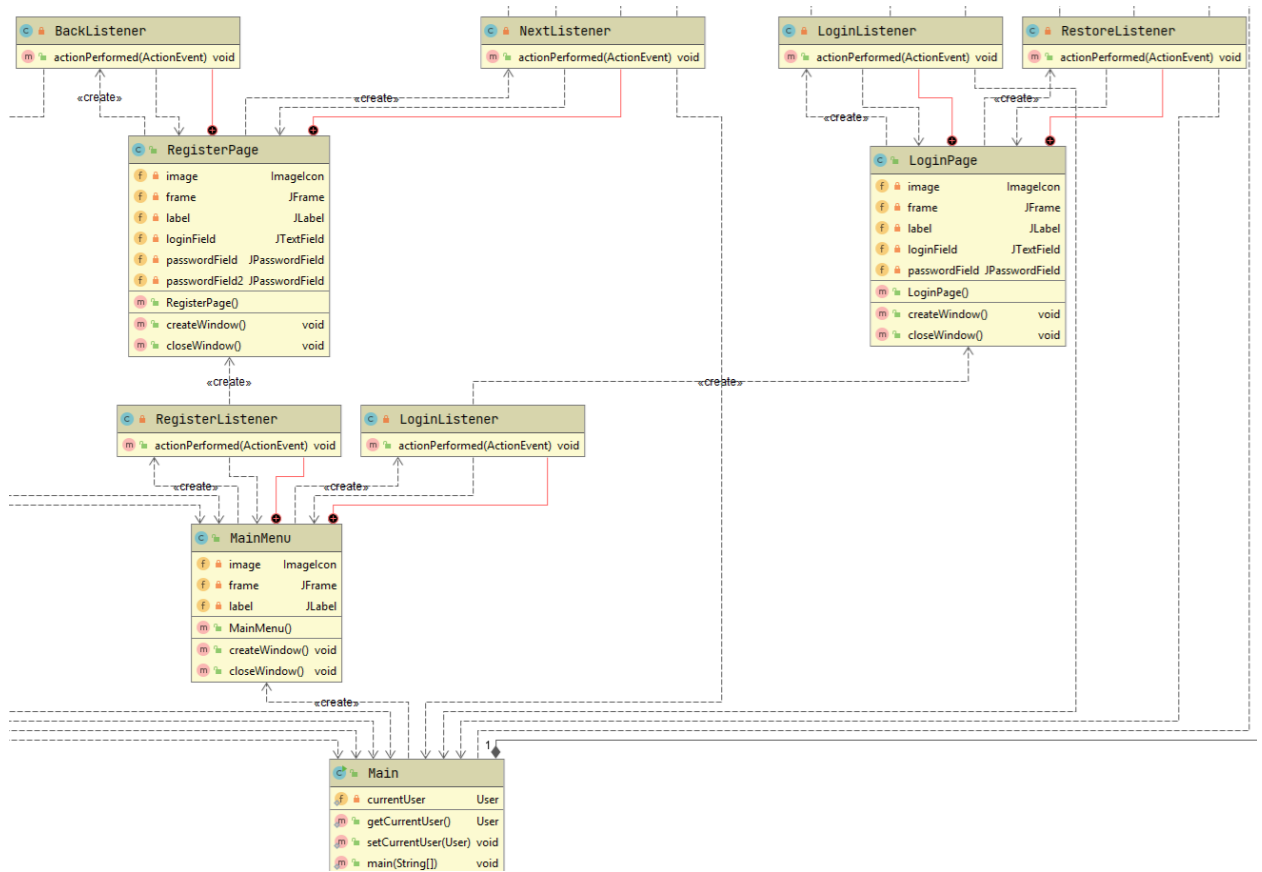 BackListener
actionPerformed(ActionEvent) void
NextListener
actionPerformed(ActionEvent) void
LoginListener
actionPerformed(ActionEvent) void
RestoreListener
actionPerformed(ActionEvent) void
«create»
«create»
«create»
«create»
RegisterPage
image ImageIcon
frame JFrame
label JLabel
loginField JTextField
passwordField JPasswordField
passwordField2 JPasswordField
RegisterPage()
createWindow() void
closeWindow() void
LoginPage
image ImageIcon
frame JFrame
label JLabel
loginField JTextField
passwordField JPasswordField
LoginPage()
createWindow() void
closeWindow() void
«create»
«create»
RegisterListener
actionPerformed(ActionEvent) void
LoginListener
actionPerformed(ActionEvent) void
«create»
«create»
MainMenu
image ImageIcon
frame JFrame
label JLabel
MainMenu()
createWindow() void
closeWindow() void
«create»
1
Main
currentUser User
getCurrentUser() User
setCurrentUser(User) void
main(String[]) void